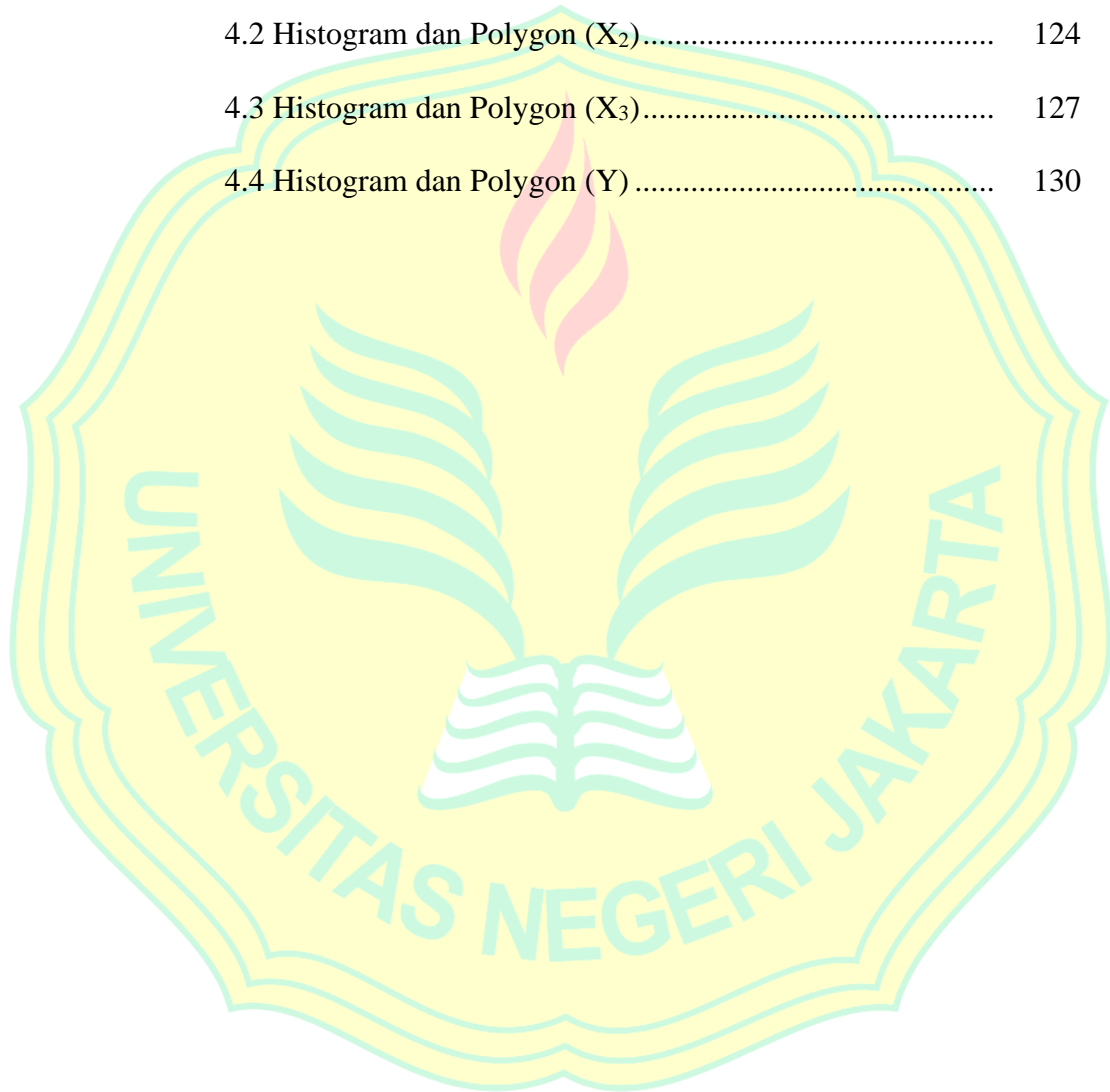 4.2 Histogram dan Polygon (X₂)............................................. 124
4.3 Histogram dan Polygon (X₃)............................................. 127
4.4 Histogram dan Polygon (Y) ............................................. 130
UNIVERSITAS NEGERI JAKARTA